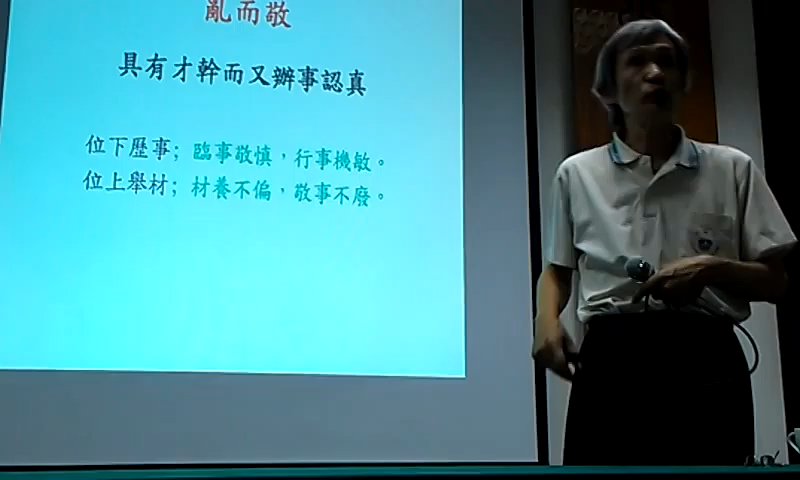 亂而敬
具有才幹而又辦事認真
位下歷事；臨事敬慎，行事機敏。
位上舉材；材養不偏，敬事不廢。